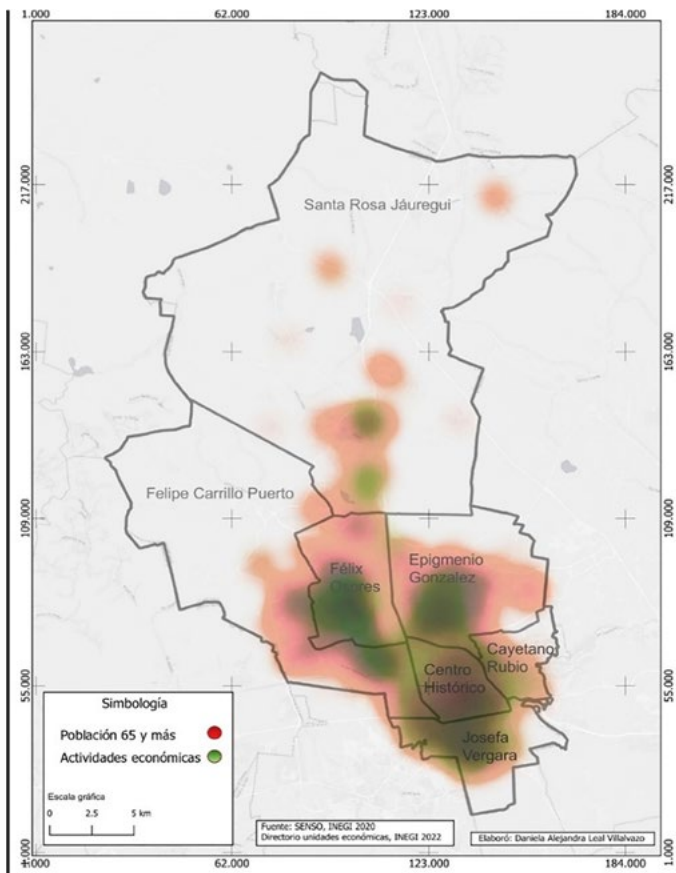 1.000 62.000 123.000 184.000
217.000 217.000
Santa Rosa Jáuregui
163.000 163.000
Felipe Carrillo Puerto
109.000 109.000
Félix
Osores
Epigmenio
Gonzalez
Cayetano
Rubio
Centro
Histórico
55.000 55.000
Josefa
Vergara
Simbología
Población 65 y más
Actividades económicas
Escala gráfica
0 2.5 5 km
Fuente: SENSO, INEGI 2020
Directorio unidades económicas, INEGI 2022
Elaboró: Daniela Alejandra Leal Villalvazo
1.000 1.000
1.000 62.000 123.000 184.000